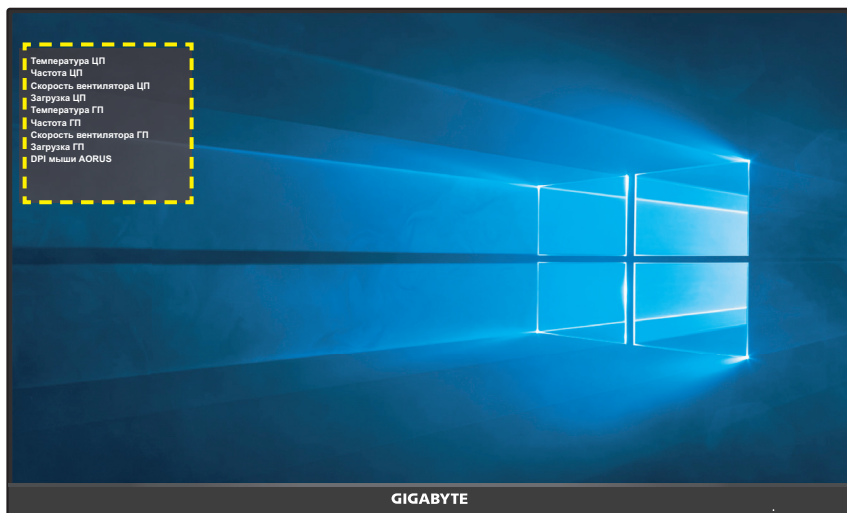 Температура ЦП
Частота ЦП
Скорость вентилятора ЦП
Загрузка ЦП
Температура ГП
Частота ГП
Скорость вентилятора ГП
Загрузка ГП
DPI мыши AORUS
GIGABYTE